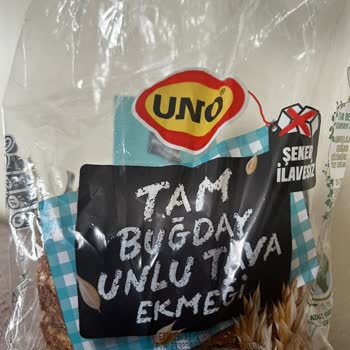 UNO
ŞEKER
İLAVESİZ
TAM
BUĞDAY
UNLU TAVA
EKMEĞİ